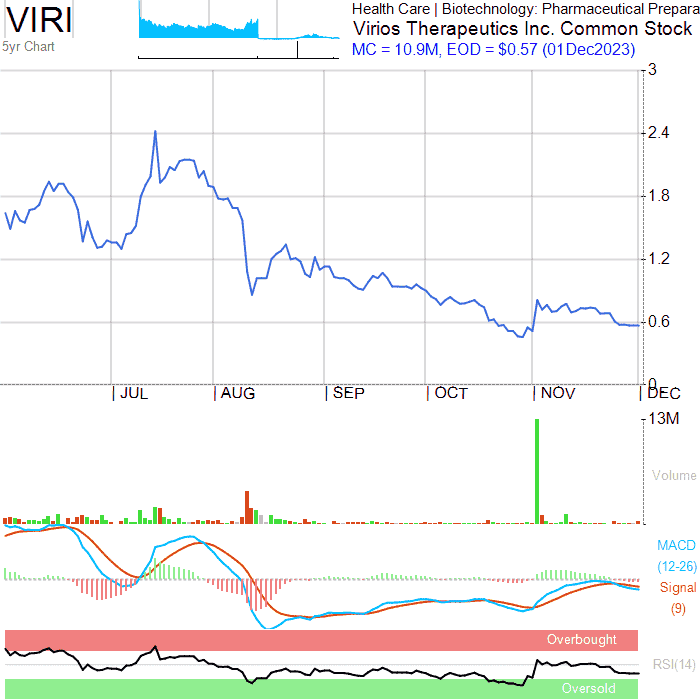 VIRI
5yr Chart
Health Care | Biotechnology: Pharmaceutical Prepara
Virios Therapeutics Inc. Common Stock
MC = 10.9M, EOD = $0.57 (01Dec2023)
3
2.4
1.8
1.2
0.6
0
JUL AUG SEP OCT NOV DEC
13M
Volume
MACD
(12-26)
Signal
(9)
Overbought
RSI(14)
Oversold